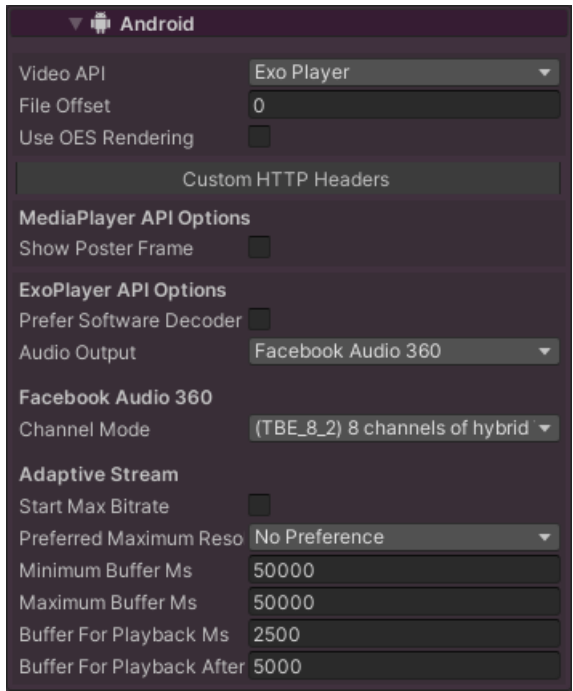 Android
Video API Exo Player
File Offset 0
Use OES Rendering
Custom HTTP Headers
MediaPlayer API Options
Show Poster Frame
ExoPlayer API Options
Prefer Software Decoder
Audio Output Facebook Audio 360
Facebook Audio 360
Channel Mode (TBE_8_2) 8 channels of hybrid
Adaptive Stream
Start Max Bitrate
Preferred Maximum Reso No Preference
Minimum Buffer Ms 50000
Maximum Buffer Ms 50000
Buffer For Playback Ms 2500
Buffer For Playback After 5000